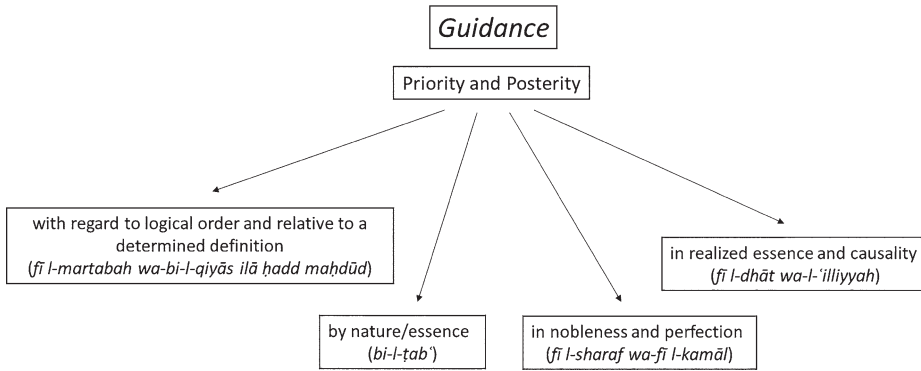 Guidance
Priority and Posterity
with regard to logical order and relative to a
determined definition
(fī l-martabah wa-bi-l-qiyās ilā ḥadd maḥdūd)
in realized essence and causality
(fī l-dhāt wa-l-ʿilliyyah)
by nature/essence
(bi-l-ṭabʿ)
in nobleness and perfection
(fī l-sharaf wa-fī l-kamāl)